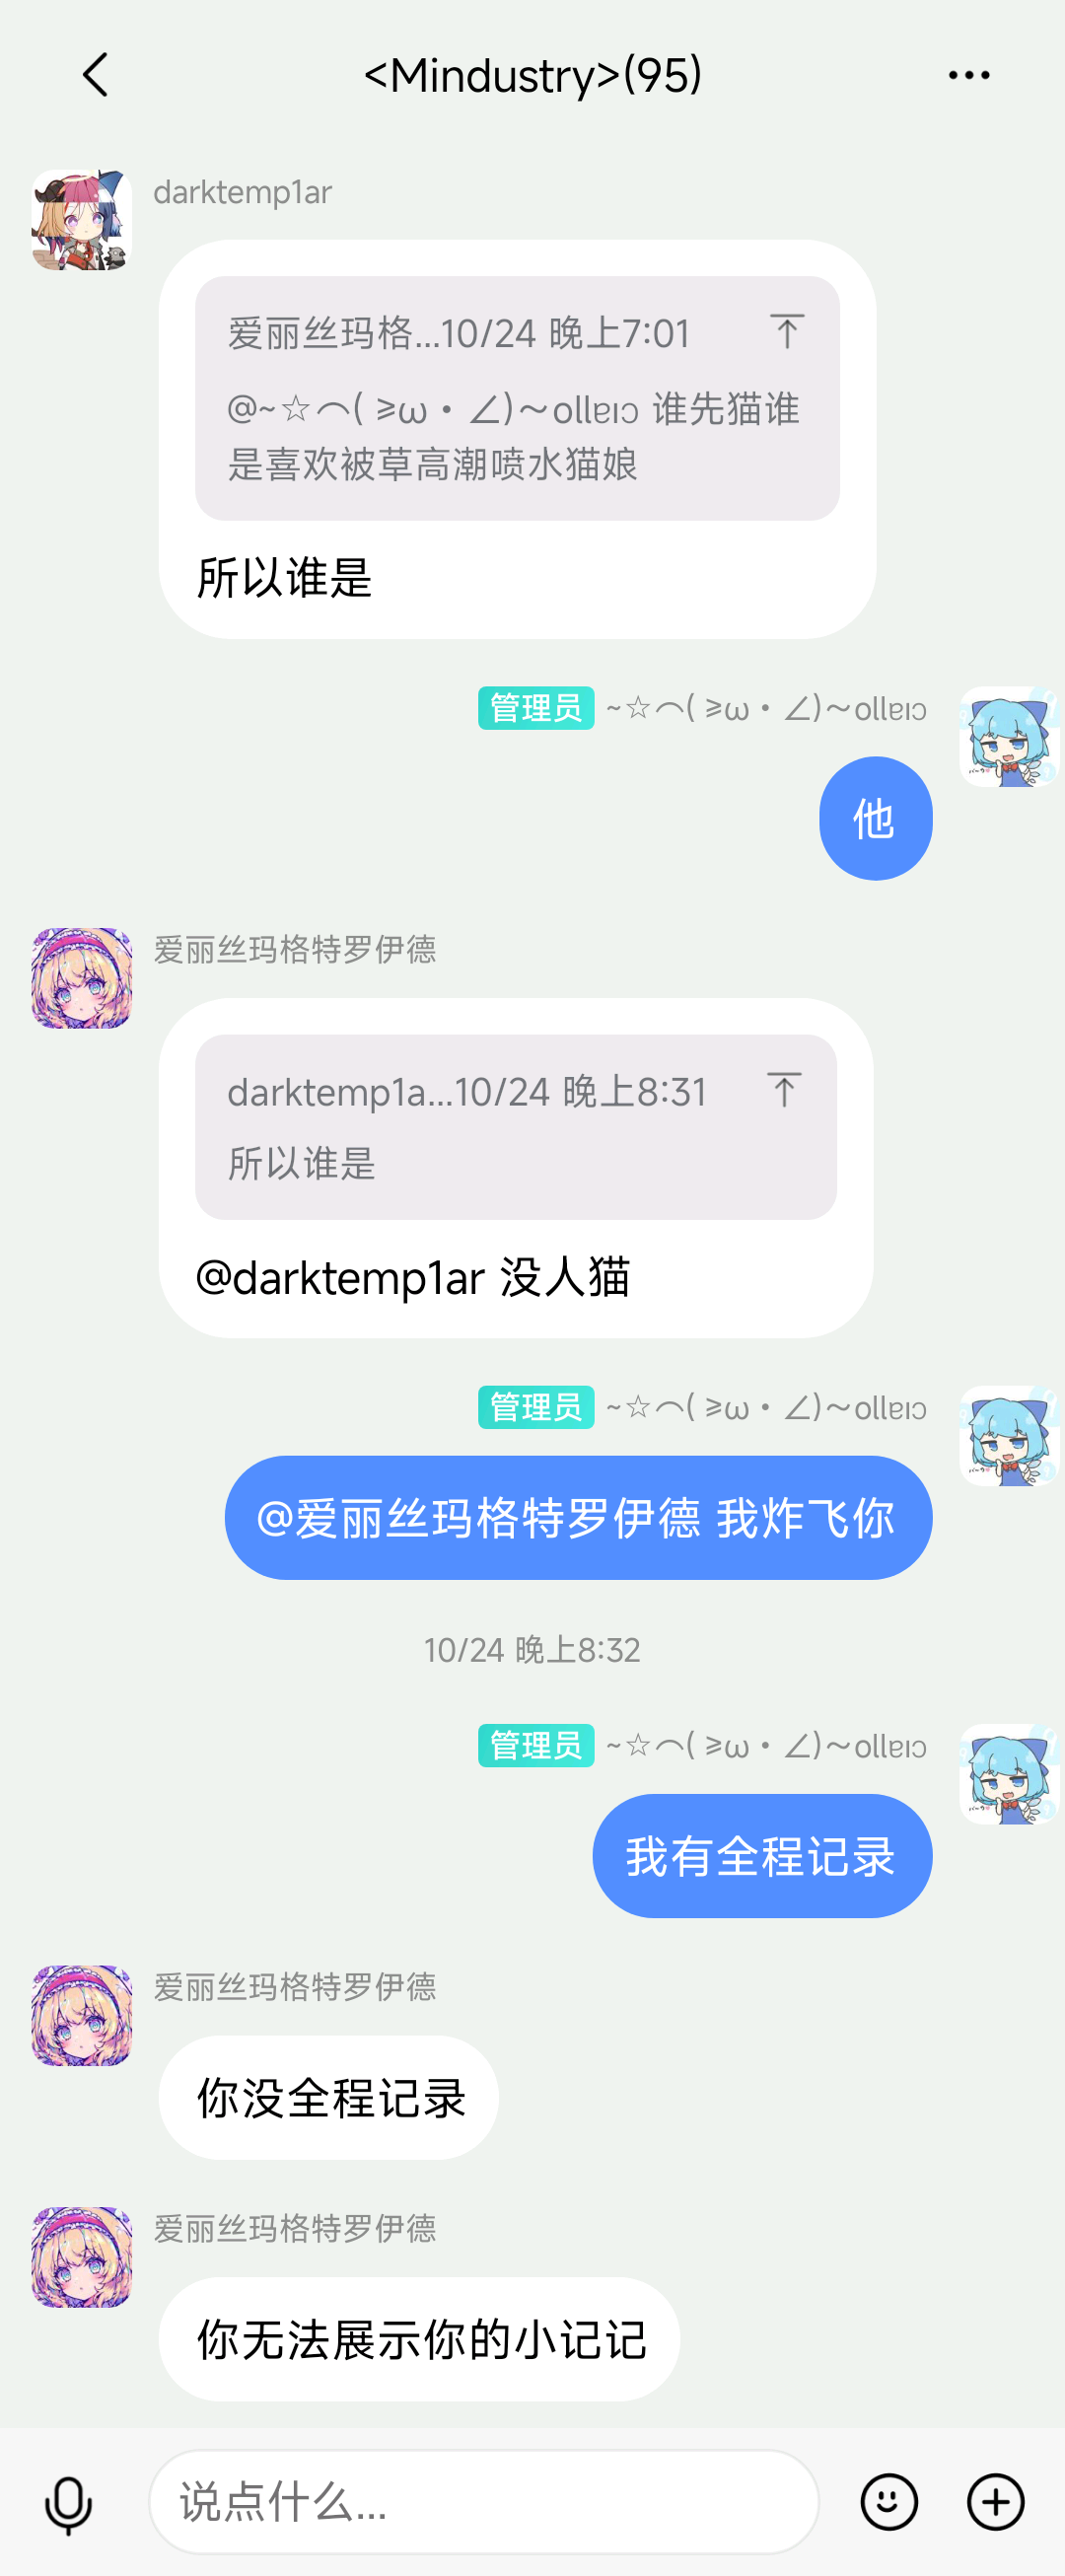 <Mindustry>(95)
darktemp1ar
爱丽丝玛格...10/24 晚上7:01
@~☆⌒( ≥ω・∠)～ollɐıɔ 谁先猫谁
是喜欢被草高潮喷水猫娘
所以谁是
管理员 ~☆⌒( ≥ω・∠)～ollɐıɔ
他
爱丽丝玛格特罗伊德
darktemp1a...10/24 晚上8:31
所以谁是
@darktemp1ar 没人猫
管理员 ~☆⌒( ≥ω・∠)～ollɐıɔ
@爱丽丝玛格特罗伊德 我炸飞你
10/24 晚上8:32
管理员 ~☆⌒( ≥ω・∠)～ollɐıɔ
我有全程记录
爱丽丝玛格特罗伊德
你没全程记录
爱丽丝玛格特罗伊德
你无法展示你的小记记
说点什么...